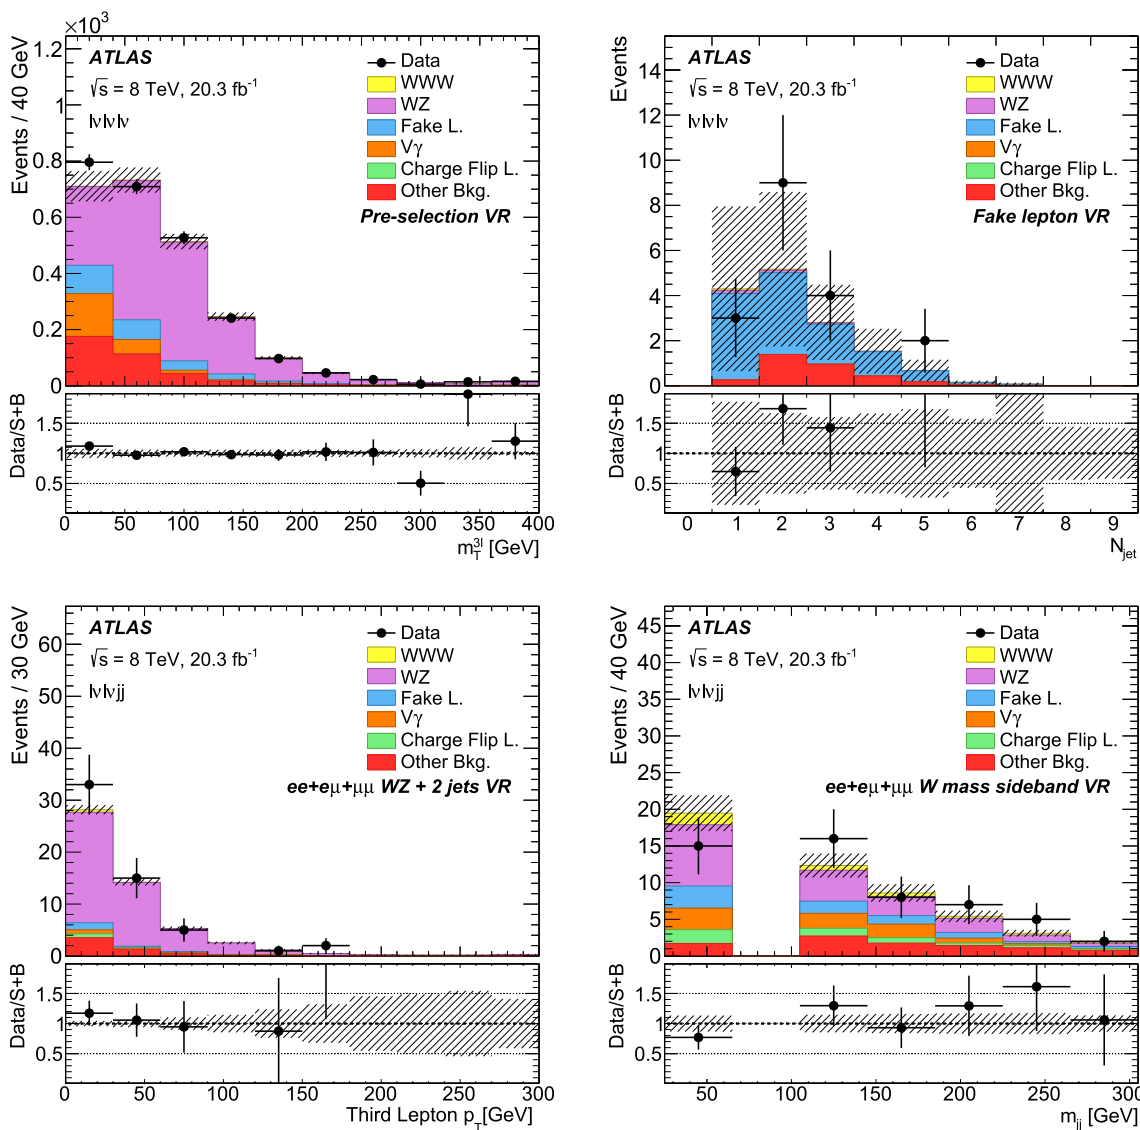 ×10³
Events / 40 GeV
ATLAS
√s = 8 TeV, 20.3 fb⁻¹
lνlνlν
Data
WWW
WZ
Fake L.
Vγ
Charge Flip L.
Other Bkg.
Pre-selection VR
1.2
1
0.8
0.6
0.4
0.2
0
Data/S+B
1.5
1
0.5
0 50 100 150 200 250 300 350 400
m_T^3l [GeV]
Events
ATLAS
√s = 8 TeV, 20.3 fb⁻¹
lνlνlν
Data
WWW
WZ
Fake L.
Vγ
Charge Flip L.
Other Bkg.
Fake lepton VR
14
12
10
8
6
4
2
0
Data/S+B
1.5
1
0.5
0 1 2 3 4 5 6 7 8 9
N_jet
Events / 30 GeV
ATLAS
√s = 8 TeV, 20.3 fb⁻¹
lνlνjj
Data
WWW
WZ
Fake L.
Vγ
Charge Flip L.
Other Bkg.
ee+eμ+μμ WZ + 2 jets VR
60
50
40
30
20
10
0
Data/S+B
1.5
1
0.5
0 50 100 150 200 250 300
Third Lepton p_T[GeV]
Events / 40 GeV
ATLAS
√s = 8 TeV, 20.3 fb⁻¹
lνlνjj
Data
WWW
WZ
Fake L.
Vγ
Charge Flip L.
Other Bkg.
ee+eμ+μμ W mass sideband VR
45
40
35
30
25
20
15
10
5
0
Data/S+B
1.5
1
0.5
50 100 150 200 250 300
m_jj [GeV]